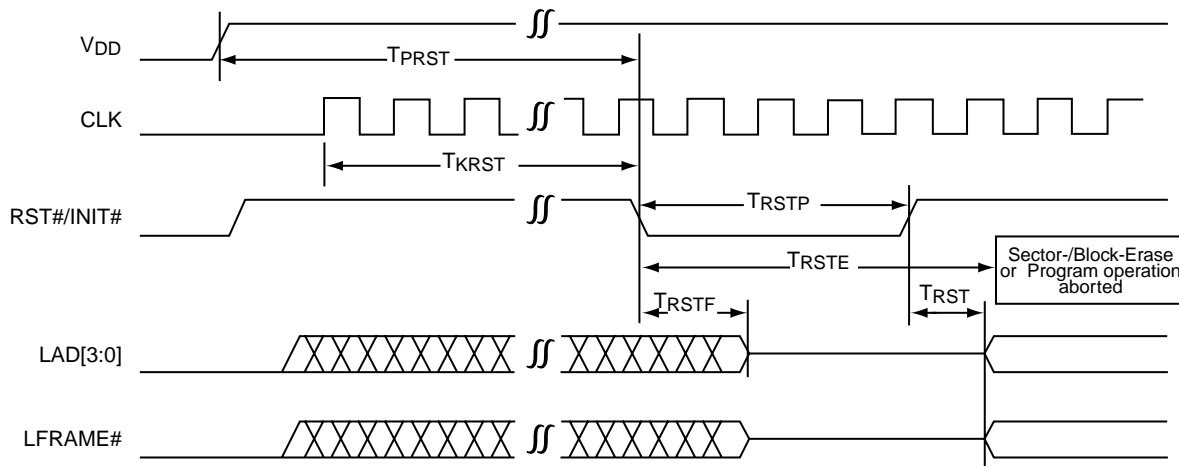 VDD
TPRST
CLK
TKRST
RST#/INIT#
TRSTP
TRSTE
Sector-/Block-Erase
or Program operation
aborted
TRSTF
TRST
LAD[3:0]
LFRAME#